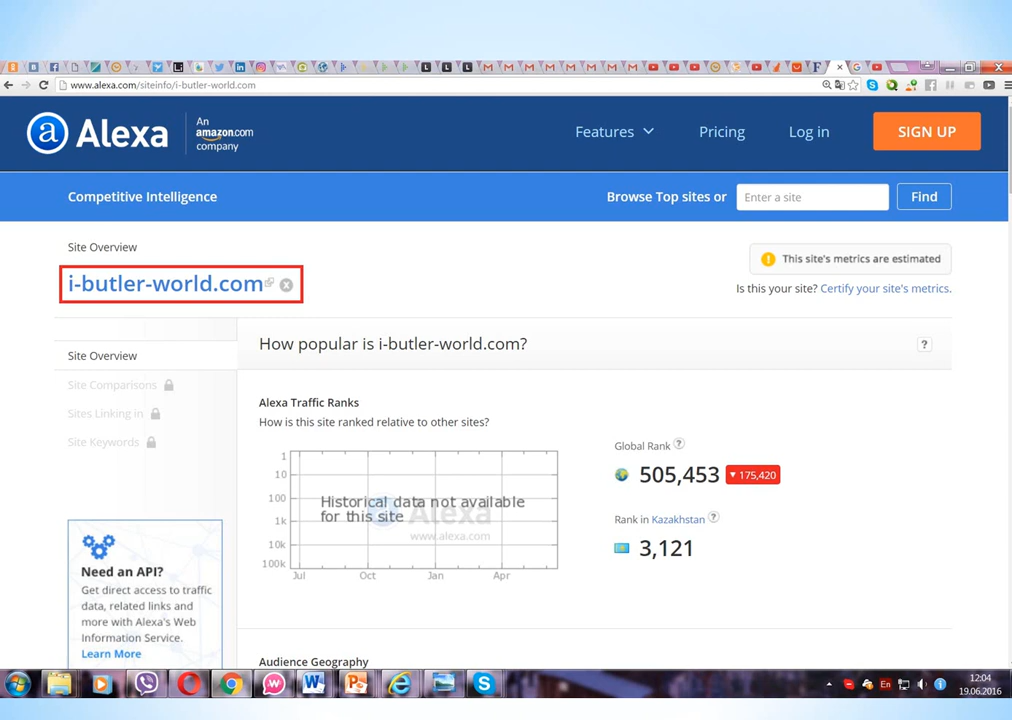 www.alexa.com/siteinfo/i-butler-world.com
a Alexa
An
amazon.com
company
Features
Pricing
Log in
SIGN UP
Competitive Intelligence
Browse Top sites or
Enter a site
Find
Site Overview
i-butler-world.com
This site's metrics are estimated
Is this your site? Certify your site's metrics.
Site Overview
Site Comparisons
Sites Linking in
Site Keywords
How popular is i-butler-world.com?
?
Alexa Traffic Ranks
How is this site ranked relative to other sites?
1
10
100
1k
10k
100k
Historical data not available
for this site
Alexa
www.alexa.com
Jul
Oct
Jan
Apr
Global Rank ?
505,453
175,420
Rank in Kazakhstan ?
3,121
Need an API?
Get direct access to traffic
data, related links and
more with Alexa's Web
Information Service.
Learn More
Audience Geography
En
12:04
19.06.2016